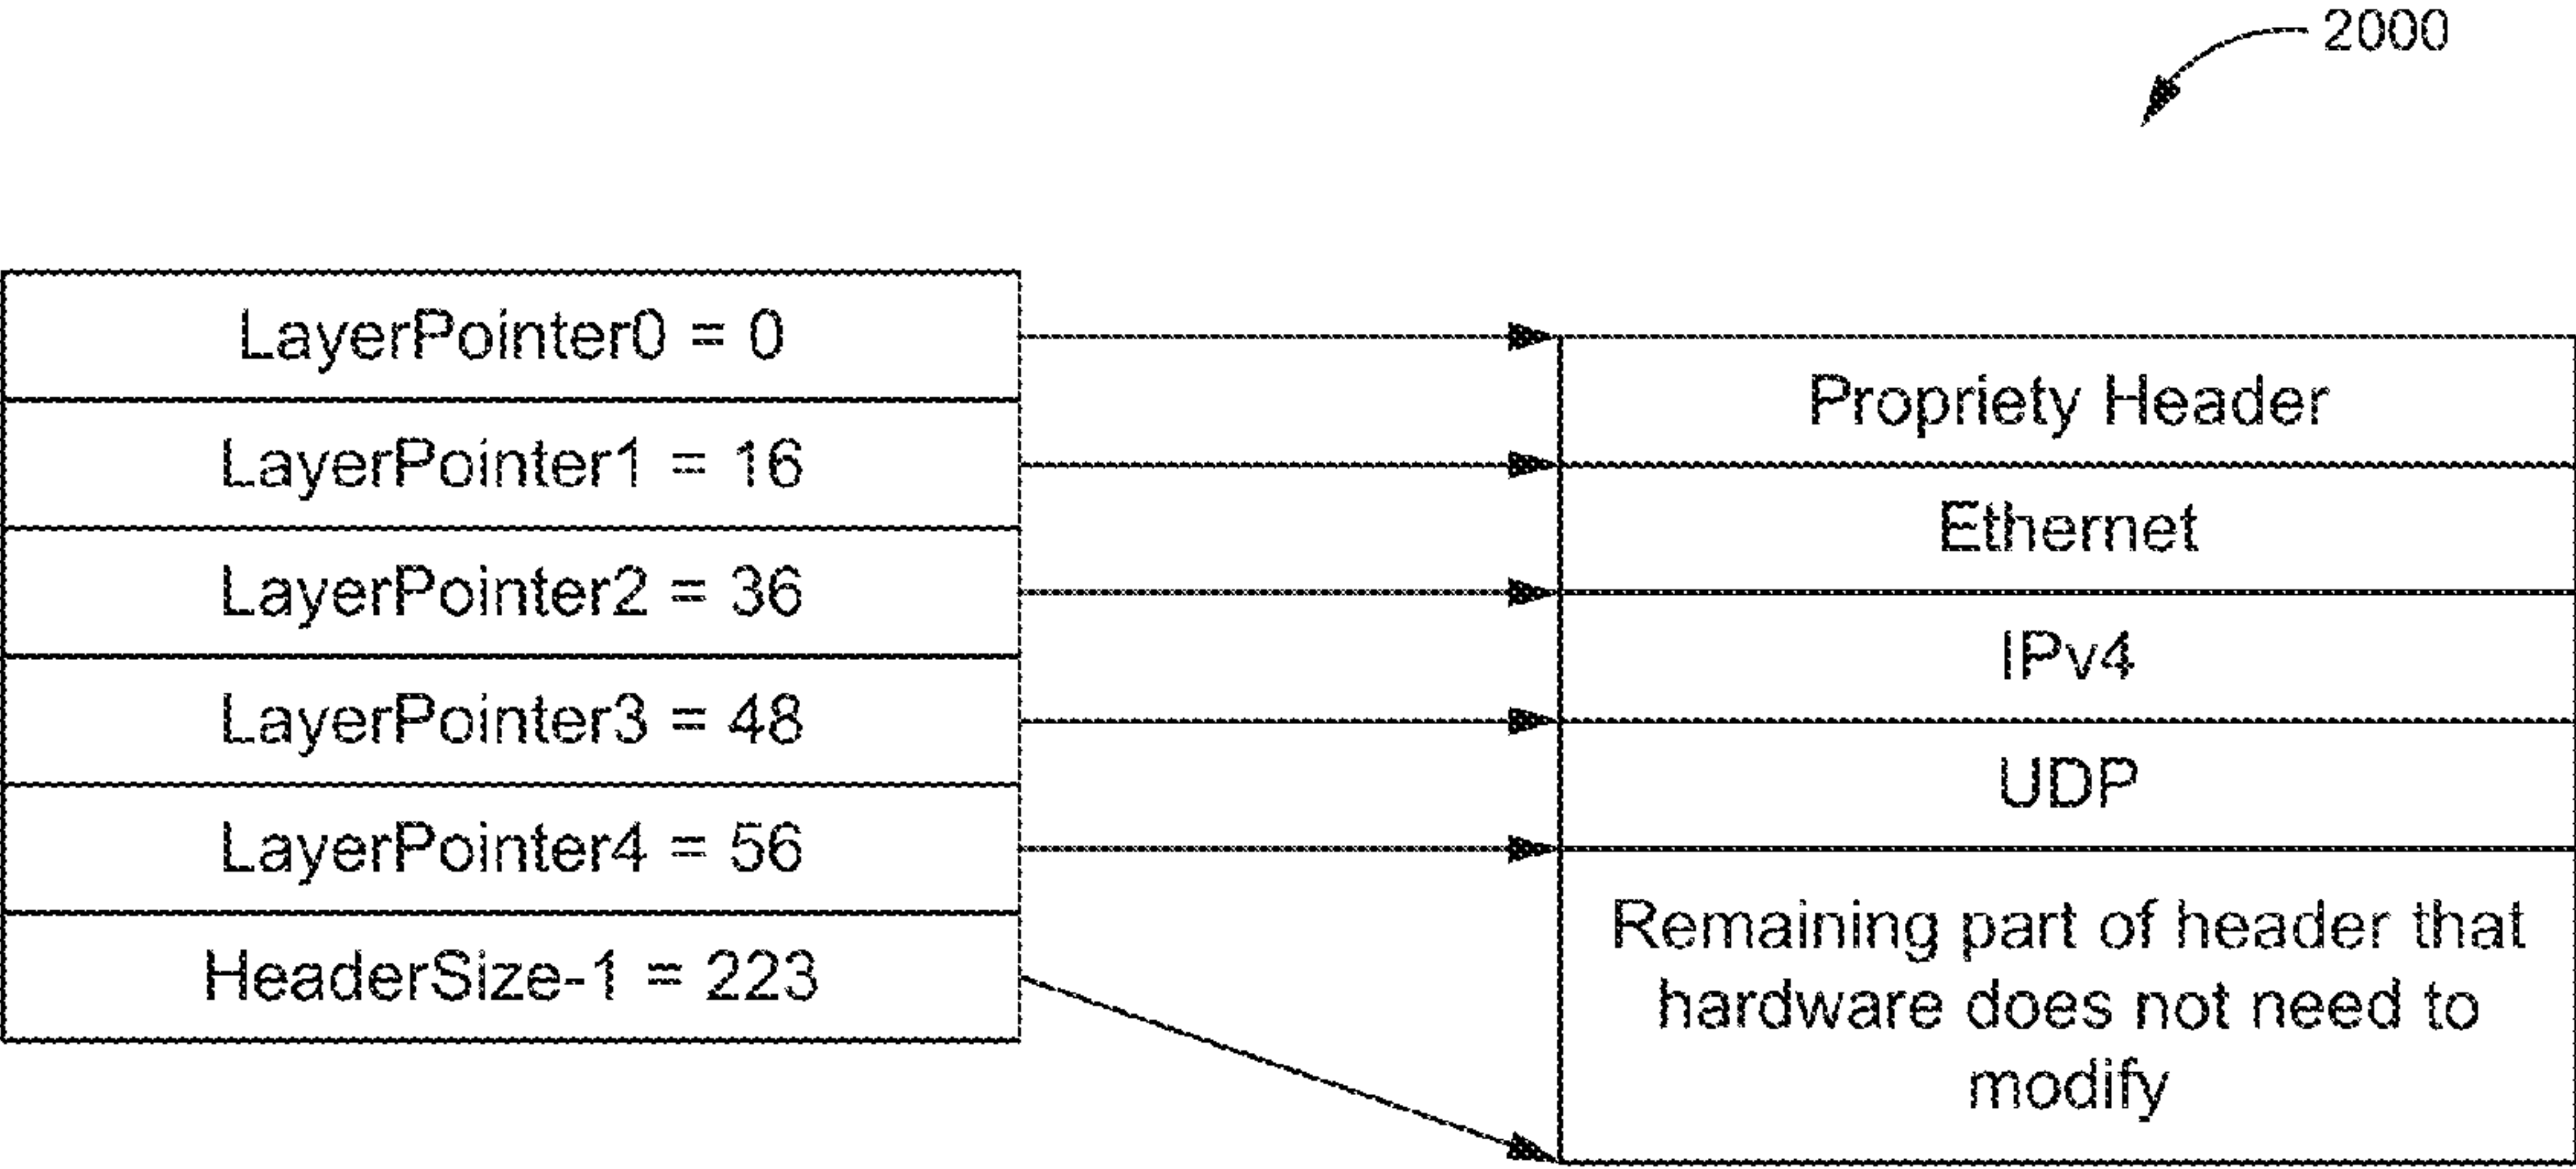 2000
LayerPointer0 = 0
LayerPointer1 = 16
LayerPointer2 = 36
LayerPointer3 = 48
LayerPointer4 = 56
HeaderSize-1 = 223
Propriety Header
Ethernet
IPv4
UDP
Remaining part of header that
hardware does not need to
modify